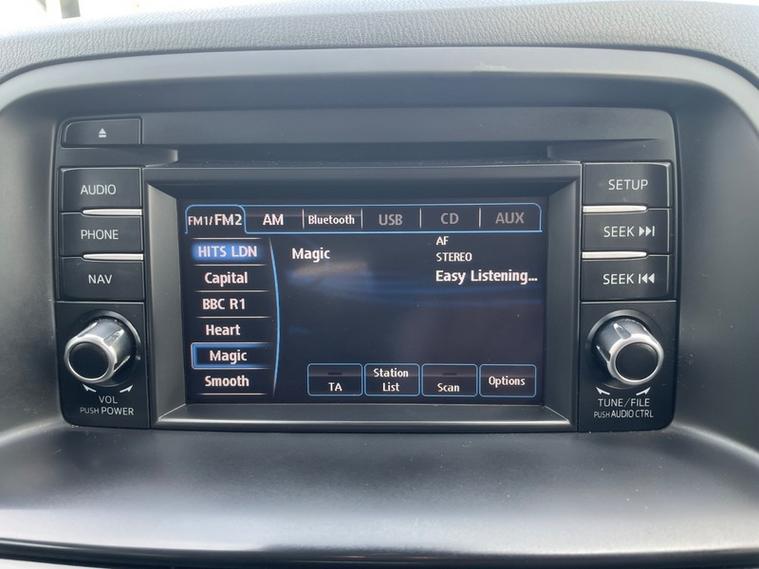 AUDIO
PHONE
NAV
VOL
PUSH POWER
FM1/FM2 AM Bluetooth USB CD AUX
HITS LDN
Capital
BBC R1
Heart
Magic
Smooth
Magic
AF
STEREO
Easy Listening...
TA
Station
List
Scan
Options
SETUP
SEEK
SEEK
TUNE/FILE
PUSH AUDIO CTRL